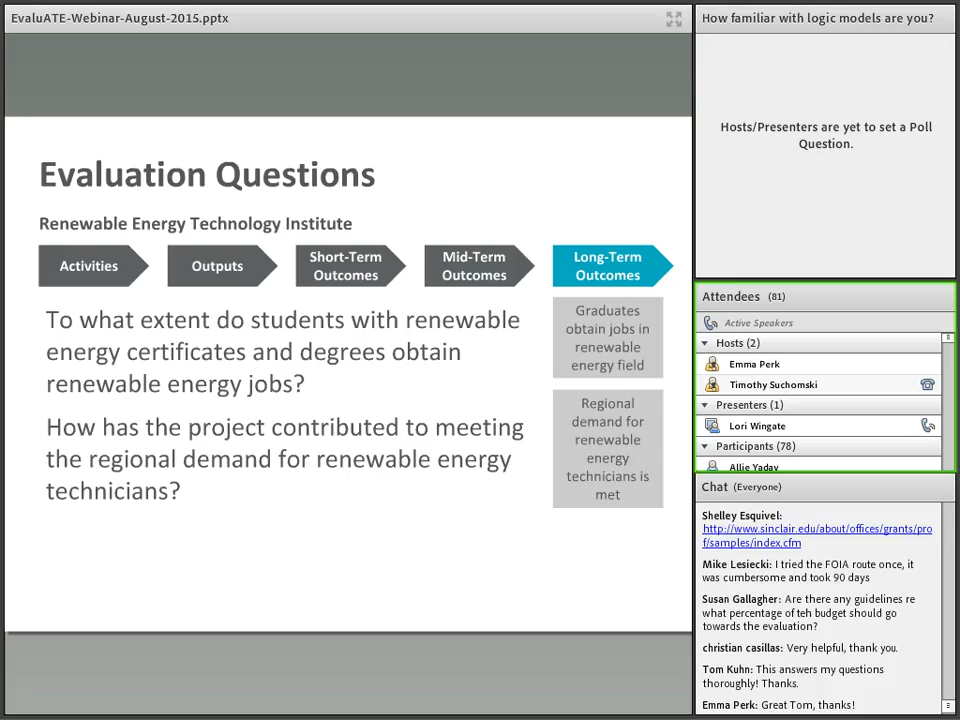 EvaluATE-Webinar-August-2015.pptx
Evaluation Questions
Renewable Energy Technology Institute
Activities
Outputs
Short-Term
Outcomes
Mid-Term
Outcomes
Long-Term
Outcomes
To what extent do students with renewable
energy certificates and degrees obtain
renewable energy jobs?
How has the project contributed to meeting
the regional demand for renewable energy
technicians?
Graduates
obtain jobs in
renewable
energy field
Regional
demand for
renewable
energy
technicians is
met
How familiar with logic models are you?
Hosts/Presenters are yet to set a Poll
Question.
Attendees (81)
Active Speakers
Hosts (2)
Emma Perk
Timothy Suchomski
Presenters (1)
Lori Wingate
Participants (78)
Allie Yaday
Chat (Everyone)
Shelley Esquivel:
http://www.sinclair.edu/about/offices/grants/pro
f/samples/index.cfm
Mike Lesiecki: I tried the FOIA route once, it
was cumbersome and took 90 days
Susan Gallagher: Are there any guidelines re
what percentage of teh budget should go
towards the evaluation?
christian casillas: Very helpful, thank you.
Tom Kuhn: This answers my questions
thoroughly! Thanks.
Emma Perk: Great Tom, thanks!